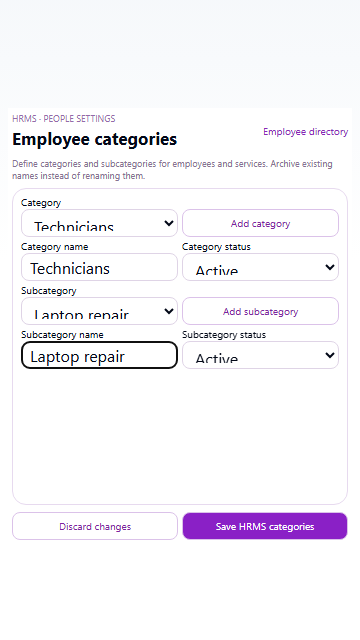 HRMS - PEOPLE SETTINGS
Employee categories
Employee directory
Define categories and subcategories for employees and services. Archive existing
names instead of renaming them.
Category
Technicians
Add category
Category name
Category status
Technicians
Active
Subcategory
Laptop repair
Add subcategory
Subcategory name
Subcategory status
Laptop repair
Active
Discard changes
Save HRMS categories